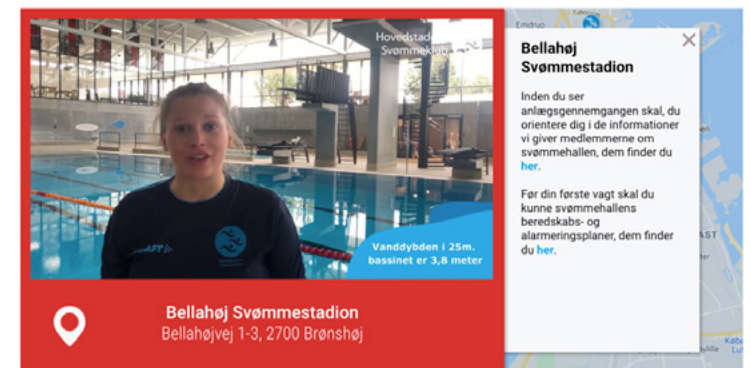 Hovedstadens
Svømmeklub
CRAFT
Vanddybden i 25m.
bassinet er 3,8 meter
Bellahøj Svømmestadion
Bellahøjvej 1-3, 2700 Brønshøj
Emdrup
Bellahøj
Svømmestadion
Inden du ser
anlægsgennemgangen skal, du
orientere dig i de informationer
vi giver medlemmerne om
svømmehallen, dem finder du
her.
Før din første vagt skal du
kunne svømmehallens
beredskabs- og
alarmeringsplaner, dem finder
du her.